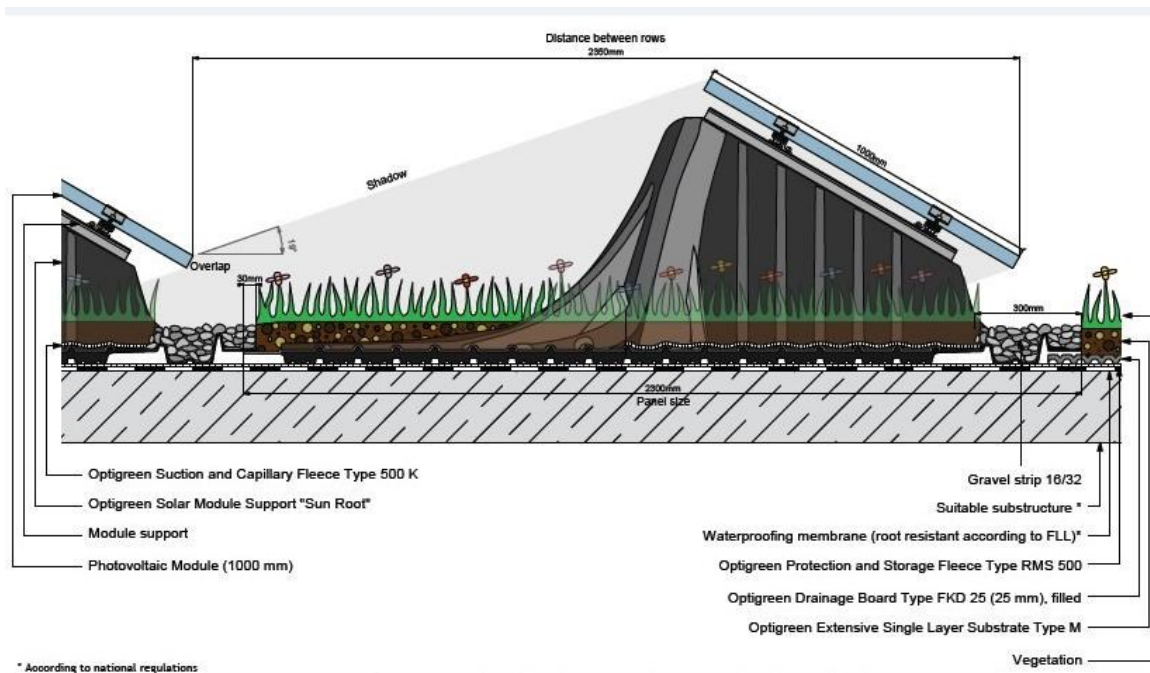 Distance between rows
2350mm
1000mm
Shadow
Overlap
30mm
300mm
2300mm
Panel size
Optigreen Suction and Capillary Fleece Type 500 K
Optigreen Solar Module Support "Sun Root"
Module support
Photovoltaic Module (1000 mm)
Gravel strip 16/32
Suitable substructure *
Waterproofing membrane (root resistant according to FLL)*
Optigreen Protection and Storage Fleece Type RMS 500
Optigreen Drainage Board Type FKD 25 (25 mm), filled
Optigreen Extensive Single Layer Substrate Type M
Vegetation
* According to national regulations